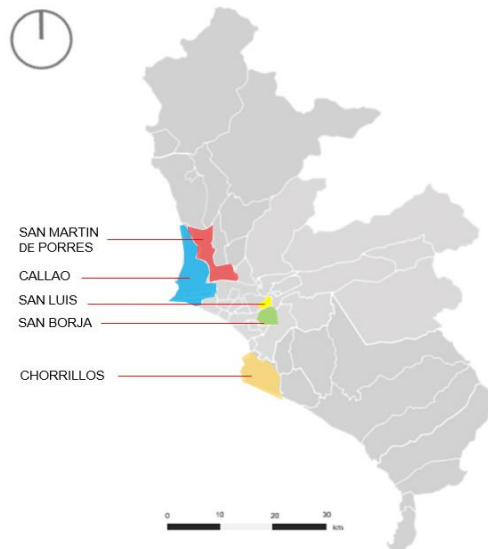 SAN MARTIN
DE PORRES
CALLAO
SAN LUIS
SAN BORJA
CHORRILLOS
0 10 20 30
km